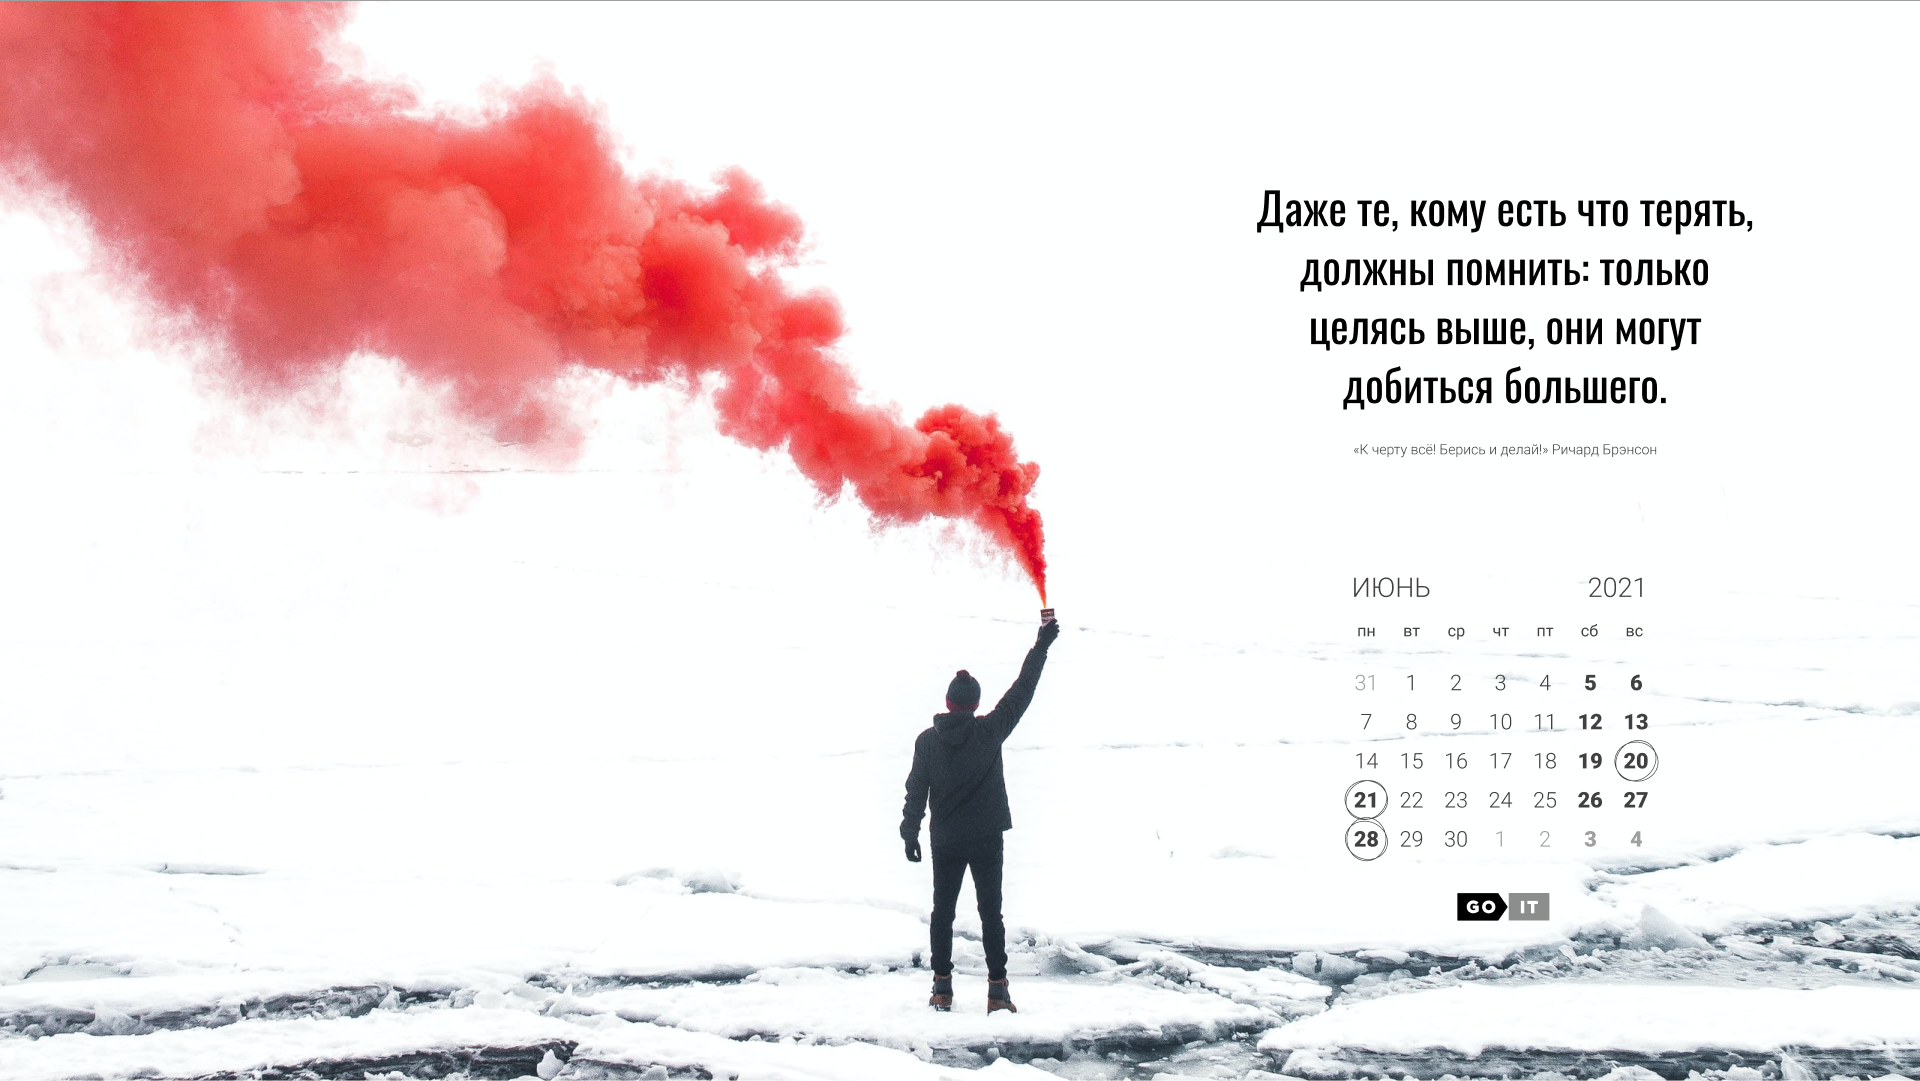 Даже те, кому есть что терять,
должны помнить: только
целясь выше, они могут
добиться большего.
«К черту всё! Берись и делай!» Ричард Брэнсон
ИЮНЬ 2021
пн вт ср чт пт сб вс
31 1 2 3 4 5 6
7 8 9 10 11 12 13
14 15 16 17 18 19 20
21 22 23 24 25 26 27
28 29 30 1 2 3 4
GO IT